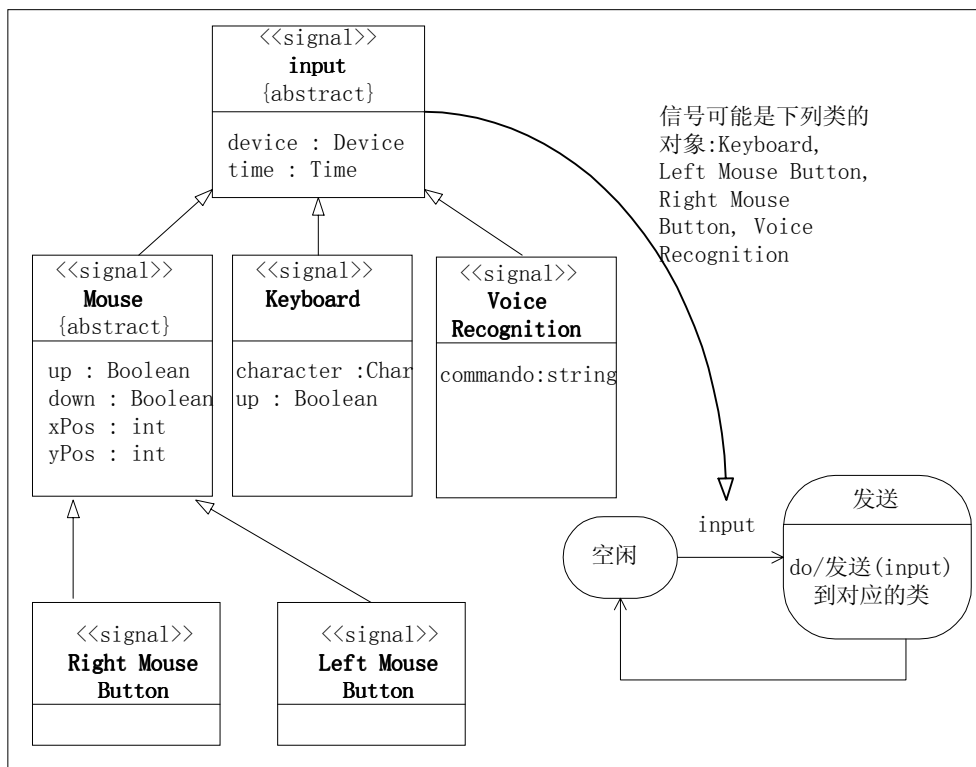 <<signal>>
input
{abstract}
device : Device
time : Time
信号可能是下列类的
对象:Keyboard,
Left Mouse Button,
Right Mouse
Button, Voice
Recognition
<<signal>>
Mouse
{abstract}
up : Boolean
down : Boolean
xPos : int
yPos : int
<<signal>>
Keyboard
character :Char
up : Boolean
<<signal>>
Voice
Recognition
commando:string
input
空闲
发送
do/发送(input)
到对应的类
<<signal>>
Right Mouse
Button
<<signal>>
Left Mouse
Button